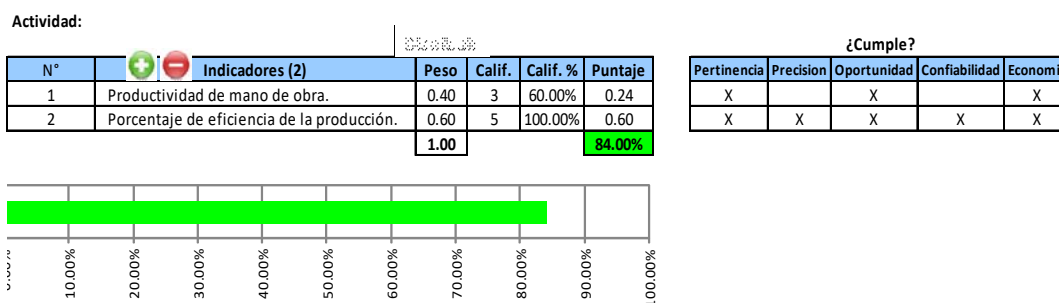 Actividad:
¿Cumple?
N° Indicadores (2) Peso Calif. Calif. % Puntaje Pertinencia Precision Oportunidad Confiabilidad Economi
1 Productividad de mano de obra. 0.40 3 60.00% 0.24 X X X
2 Porcentaje de eficiencia de la producción. 0.60 5 100.00% 0.60 X X X X X
1.00 84.00%
10.00% 20.00% 30.00% 40.00% 50.00% 60.00% 70.00% 80.00% 90.00% 100.00%